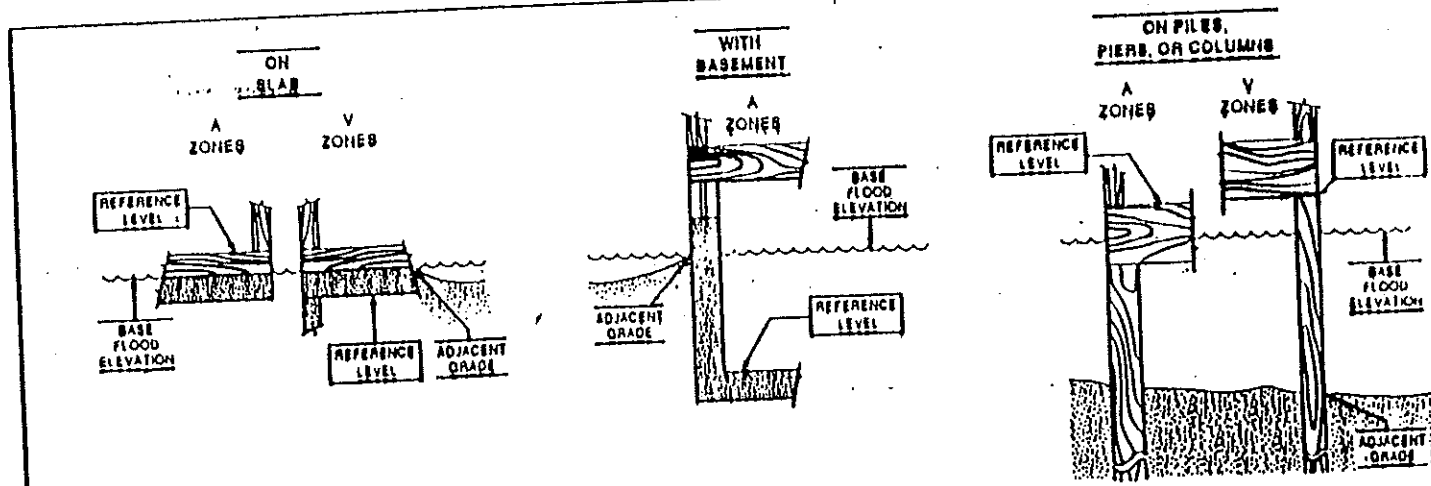 ON
SLAB
A
ZONES
V
ZONES
REFERENCE
LEVEL
BASE
FLOOD
ELEVATION
REFERENCE
LEVEL
ADJACENT
GRADE
WITH
BASEMENT
A
ZONES
BASE
FLOOD
ELEVATION
ADJACENT
GRADE
REFERENCE
LEVEL
ON PILES,
PIERS, OR COLUMNS
A
ZONES
V
ZONES
REFERENCE
LEVEL
REFERENCE
LEVEL
BASE
FLOOD
ELEVATION
ADJACENT
GRADE